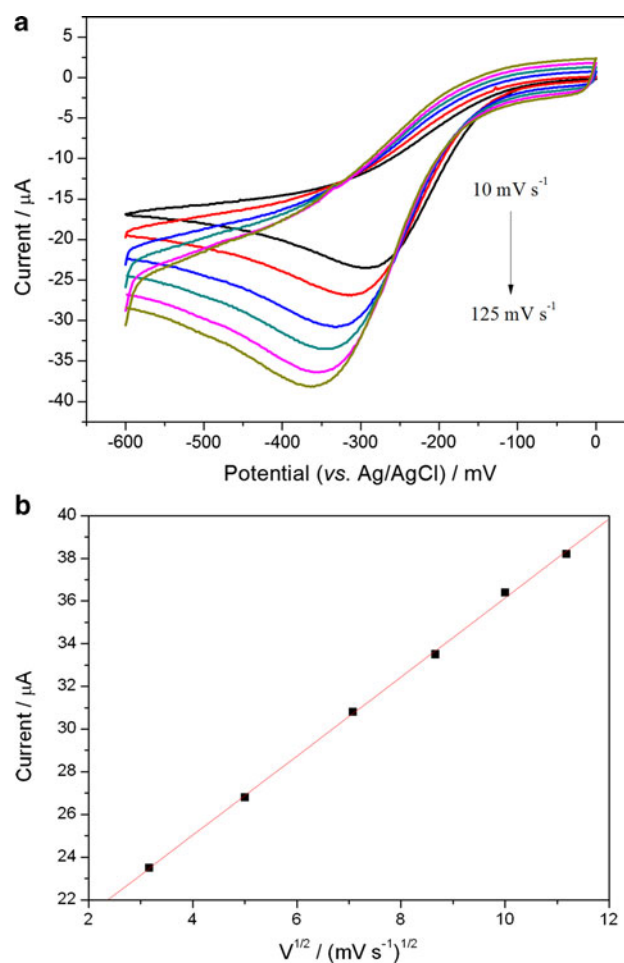 a
5
0
-5
-10
-15
-20
-25
-30
-35
-40
Current / µA
10 mV s⁻¹
125 mV s⁻¹
-600 -500 -400 -300 -200 -100 0
Potential (vs. Ag/AgCl) / mV
b
40
38
36
34
32
30
28
26
24
22
Current / µA
2 4 6 8 10 12
V^{1/2} / (mV s⁻¹)^{1/2}